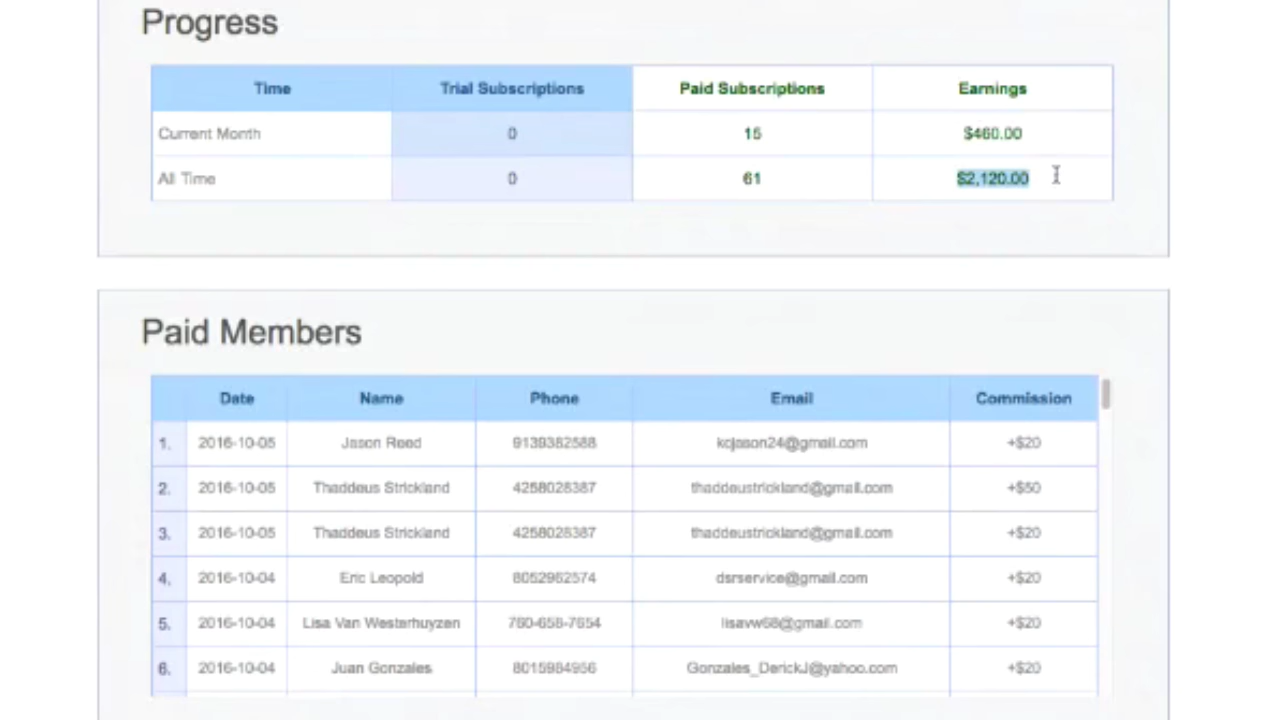 Progress
Time Trial Subscriptions Paid Subscriptions Earnings
Current Month 0 15 $460.00
All Time 0 61 $2,120.00
Paid Members
Date Name Phone Email Commission
1. 2016-10-05 Jason Reed 9139382588 kcjason24@gmail.com +$20
2. 2016-10-05 Thaddeus Strickland 4258028387 thaddeustrickland@gmail.com +$50
3. 2016-10-05 Thaddeus Strickland 4258028387 thaddeustrickland@gmail.com +$20
4. 2016-10-04 Eric Leopold 8052962574 dsrservice@gmail.com +$20
5. 2016-10-04 Lisa Van Westerhuyzen 760-658-7654 lisavw68@gmail.com +$20
6. 2016-10-04 Juan Gonzales 8015984956 Gonzales_DerickJ@yahoo.com +$20